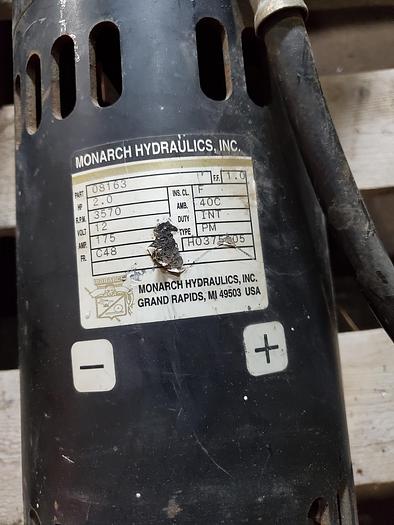 MONARCH HYDRAULICS, INC.
PART 08163 S.F. 1.0
HP 2.0 INS. CL. F
R.P.M. 3570 AMB. 40C
VOLT 12 DUTY INT
AMP. 175 TYPE PM
FR. C48
MONARCH HYDRAULICS, INC.
GRAND RAPIDS, MI 49503 USA
− +